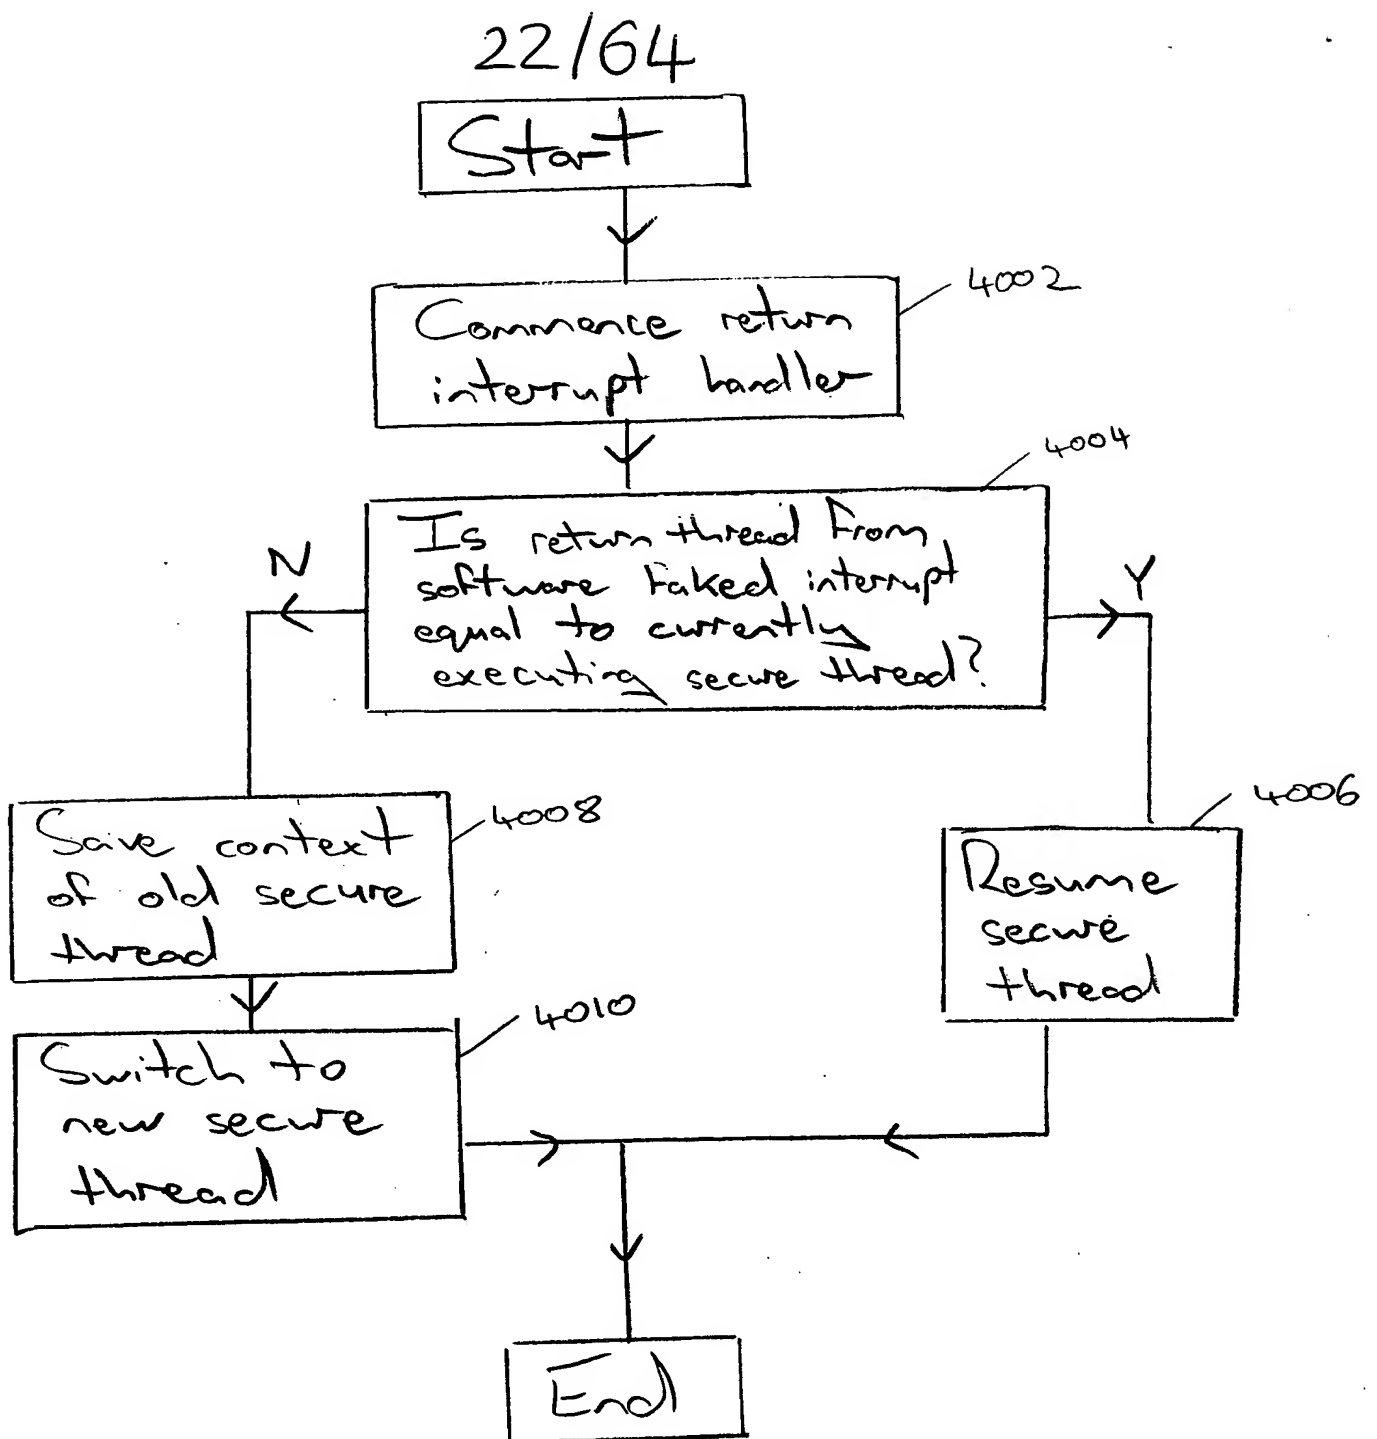 22/64
Start
4002
Commence return
interrupt handler
4004
Is return thread from
software faked interrupt
equal to currently
executing secure thread?
N
Y
4008
Save context
of old secure
thread
4006
Resume
secure
thread
4010
Switch to
new secure
thread
End